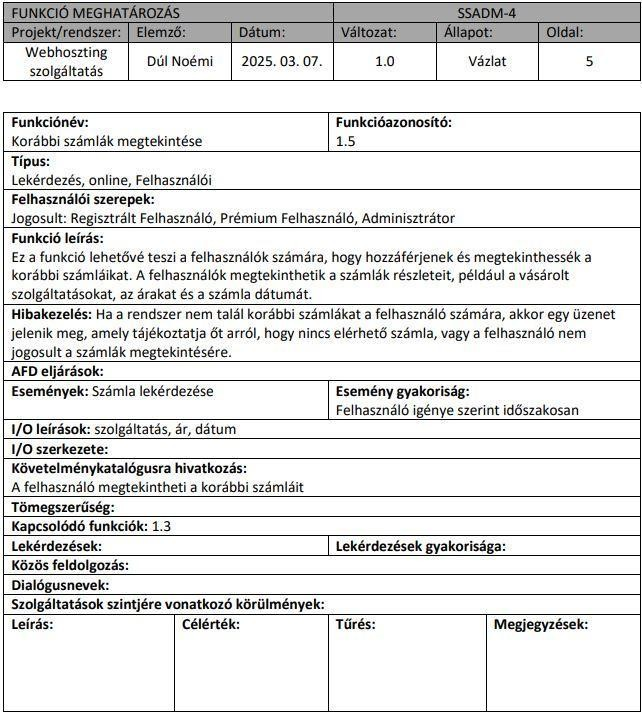 FUNKCIÓ MEGHATÁROZÁS SSADM-4
Projekt/rendszer: Elemző: Dátum: Változat: Állapot: Oldal:
Webhoszting szolgáltatás Dúl Noémi 2025. 03. 07. 1.0 Vázlat 5
Funkciónév: Funkcióazonosító:
Korábbi számlák megtekintése 1.5
Típus:
Lekérdezés, online, Felhasználói
Felhasználói szerepek:
Jogosult: Regisztrált Felhasználó, Prémium Felhasználó, Adminisztrátor
Funkció leírás:
Ez a funkció lehetővé teszi a felhasználók számára, hogy hozzáférjenek és megtekinthessék a
korábbi számláikat. A felhasználók megtekinthetik a számlák részleteit, például a vásárolt
szolgáltatásokat, az árakat és a számla dátumát.
Hibakezelés: Ha a rendszer nem talál korábbi számlákat a felhasználó számára, akkor egy üzenet
jelenik meg, amely tájékoztatja őt arról, hogy nincs elérhető számla, vagy a felhasználó nem
jogosult a számlák megtekintésére.
AFD eljárások:
Események: Számla lekérdezése Esemény gyakoriság:
Felhasználó igénye szerint időszakosan
I/O leírások: szolgáltatás, ár, dátum
I/O szerkezete:
Követelménykatalógusra hivatkozás:
A felhasználó megtekintheti a korábbi számláit
Tömegszerűség:
Kapcsolódó funkciók: 1.3
Lekérdezések: Lekérdezések gyakorisága:
Közös feldolgozás:
Dialógusnevek:
Szolgáltatások szintjére vonatkozó körülmények:
Leírás: Célérték: Tűrés: Megjegyzések: